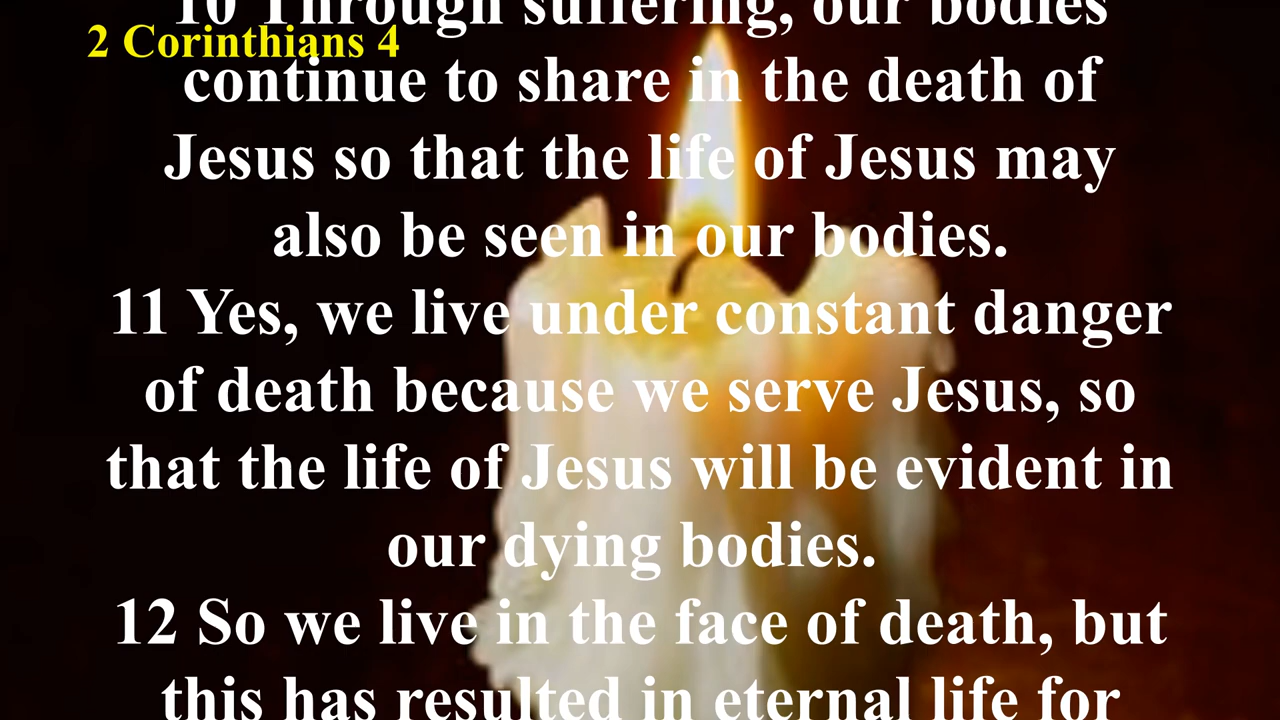 10 Through suffering, our bodies
2 Corinthians 4
continue to share in the death of
Jesus so that the life of Jesus may
also be seen in our bodies.
11 Yes, we live under constant danger
of death because we serve Jesus, so
that the life of Jesus will be evident in
our dying bodies.
12 So we live in the face of death, but
this has resulted in eternal life for